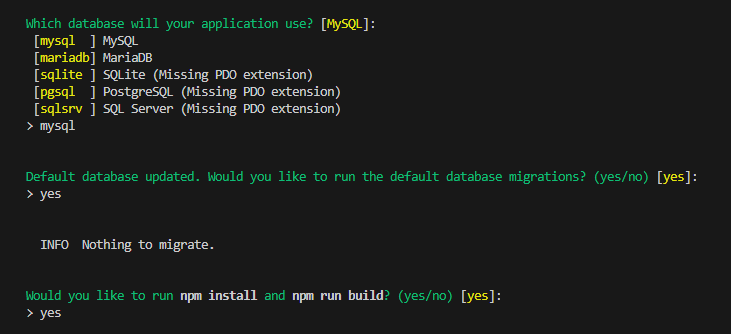 Which database will your application use? [MySQL]:
[mysql  ] MySQL
[mariadb] MariaDB
[sqlite ] SQLite (Missing PDO extension)
[pgsql  ] PostgreSQL (Missing PDO extension)
[sqlsrv ] SQL Server (Missing PDO extension)
> mysql
Default database updated. Would you like to run the default database migrations? (yes/no) [yes]:
> yes
INFO  Nothing to migrate.
Would you like to run npm install and npm run build? (yes/no) [yes]:
> yes